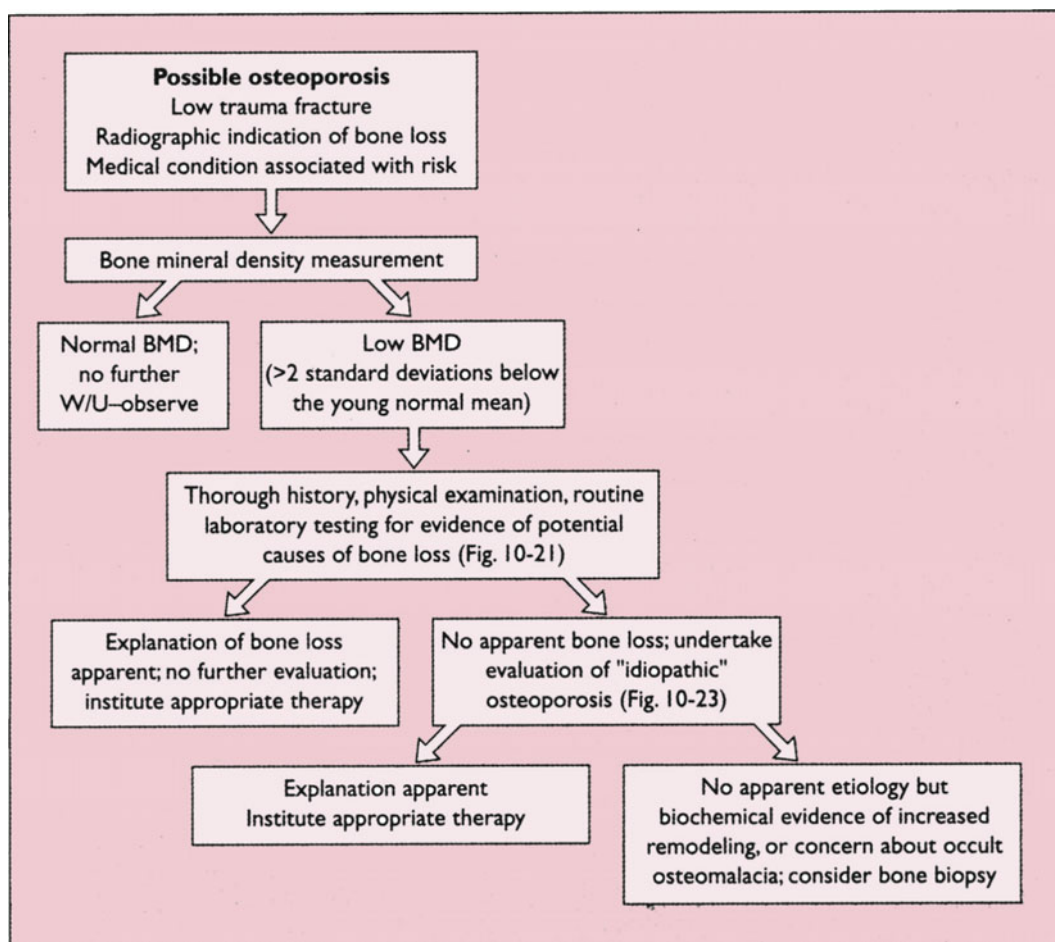 Possible osteoporosis
Low trauma fracture
Radiographic indication of bone loss
Medical condition associated with risk
Bone mineral density measurement
Normal BMD;
no further
W/U–observe
Low BMD
(>2 standard deviations below
the young normal mean)
Thorough history, physical examination, routine
laboratory testing for evidence of potential
causes of bone loss (Fig. 10-21)
Explanation of bone loss
apparent; no further evaluation;
institute appropriate therapy
No apparent bone loss; undertake
evaluation of "idiopathic"
osteoporosis (Fig. 10-23)
Explanation apparent
Institute appropriate therapy
No apparent etiology but
biochemical evidence of increased
remodeling, or concern about occult
osteomalacia; consider bone biopsy